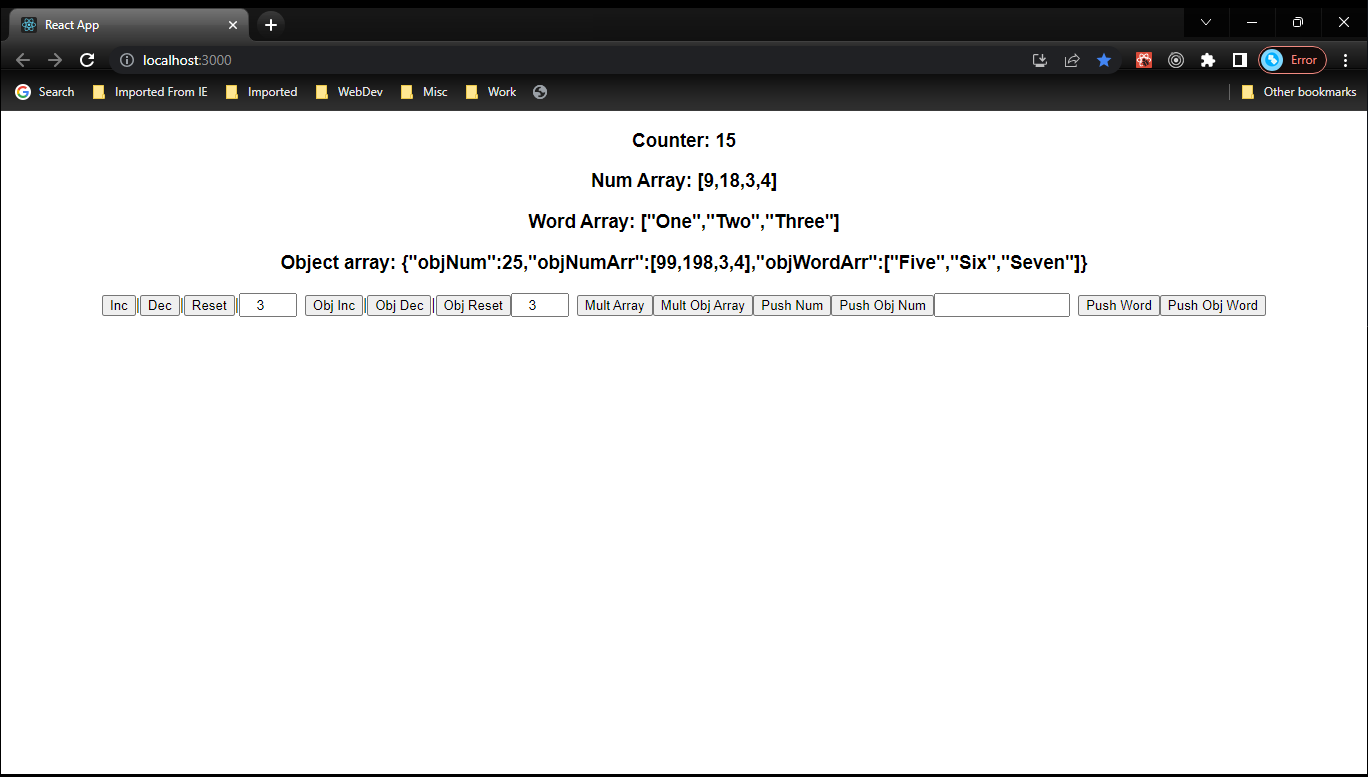 React App
localhost:3000
Error
Search Imported From IE Imported WebDev Misc Work Other bookmarks
Counter: 15
Num Array: [9,18,3,4]
Word Array: ["One","Two","Three"]
Object array: {"objNum":25,"objNumArr":[99,198,3,4],"objWordArr":["Five","Six","Seven"]}
Inc | Dec | Reset | 3 Obj Inc | Obj Dec | Obj Reset 3 Mult Array Mult Obj Array Push Num Push Obj Num Push Word Push Obj Word